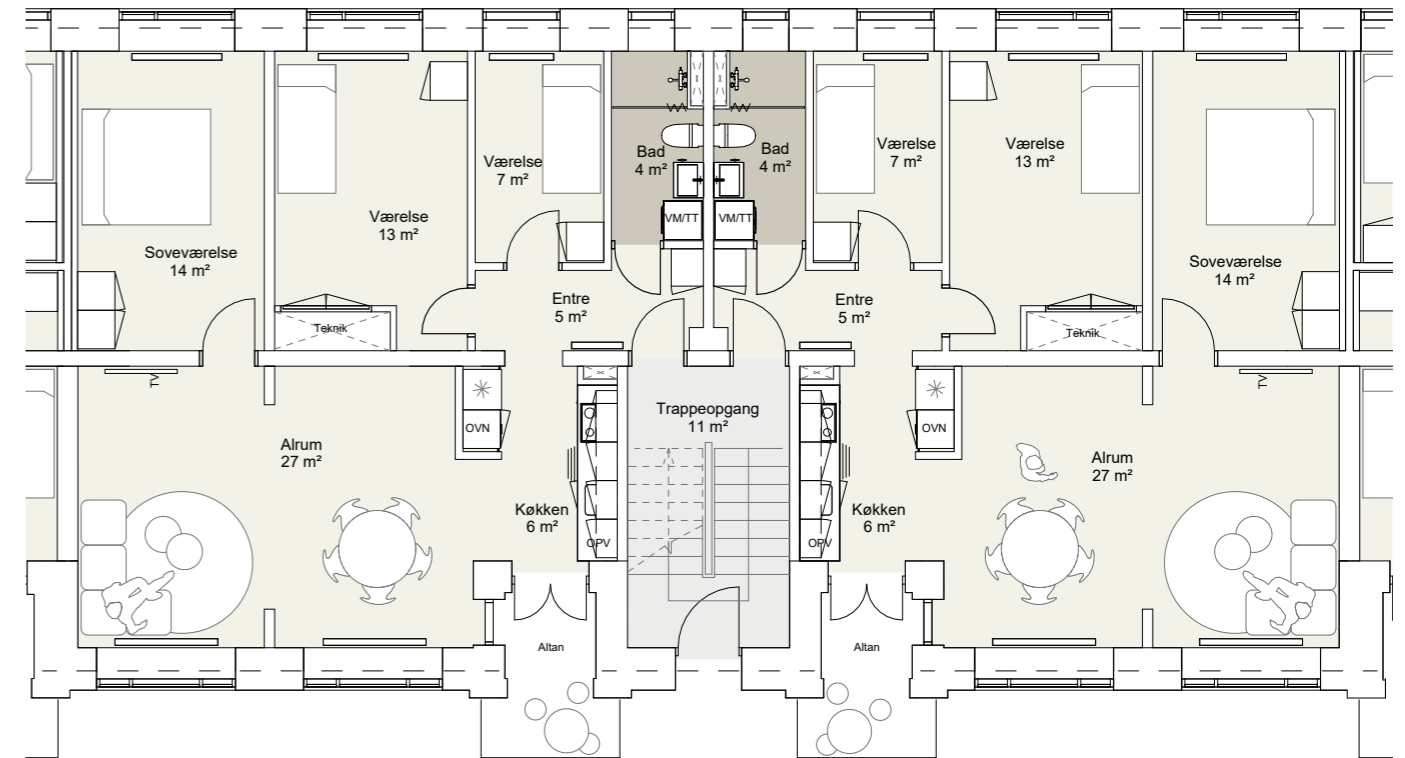 Bad
4 m²
Bad
4 m²
Værelse
7 m²
Værelse
7 m²
Værelse
13 m²
Værelse
13 m²
VM/TT
VM/TT
Soveværelse
14 m²
Soveværelse
14 m²
Entre
5 m²
Entre
5 m²
Teknik
Teknik
TV
TV
Trappeopgang
11 m²
OVN
OVN
Alrum
27 m²
Alrum
27 m²
Køkken
6 m²
Køkken
6 m²
OPV
OPV
Altan
Altan